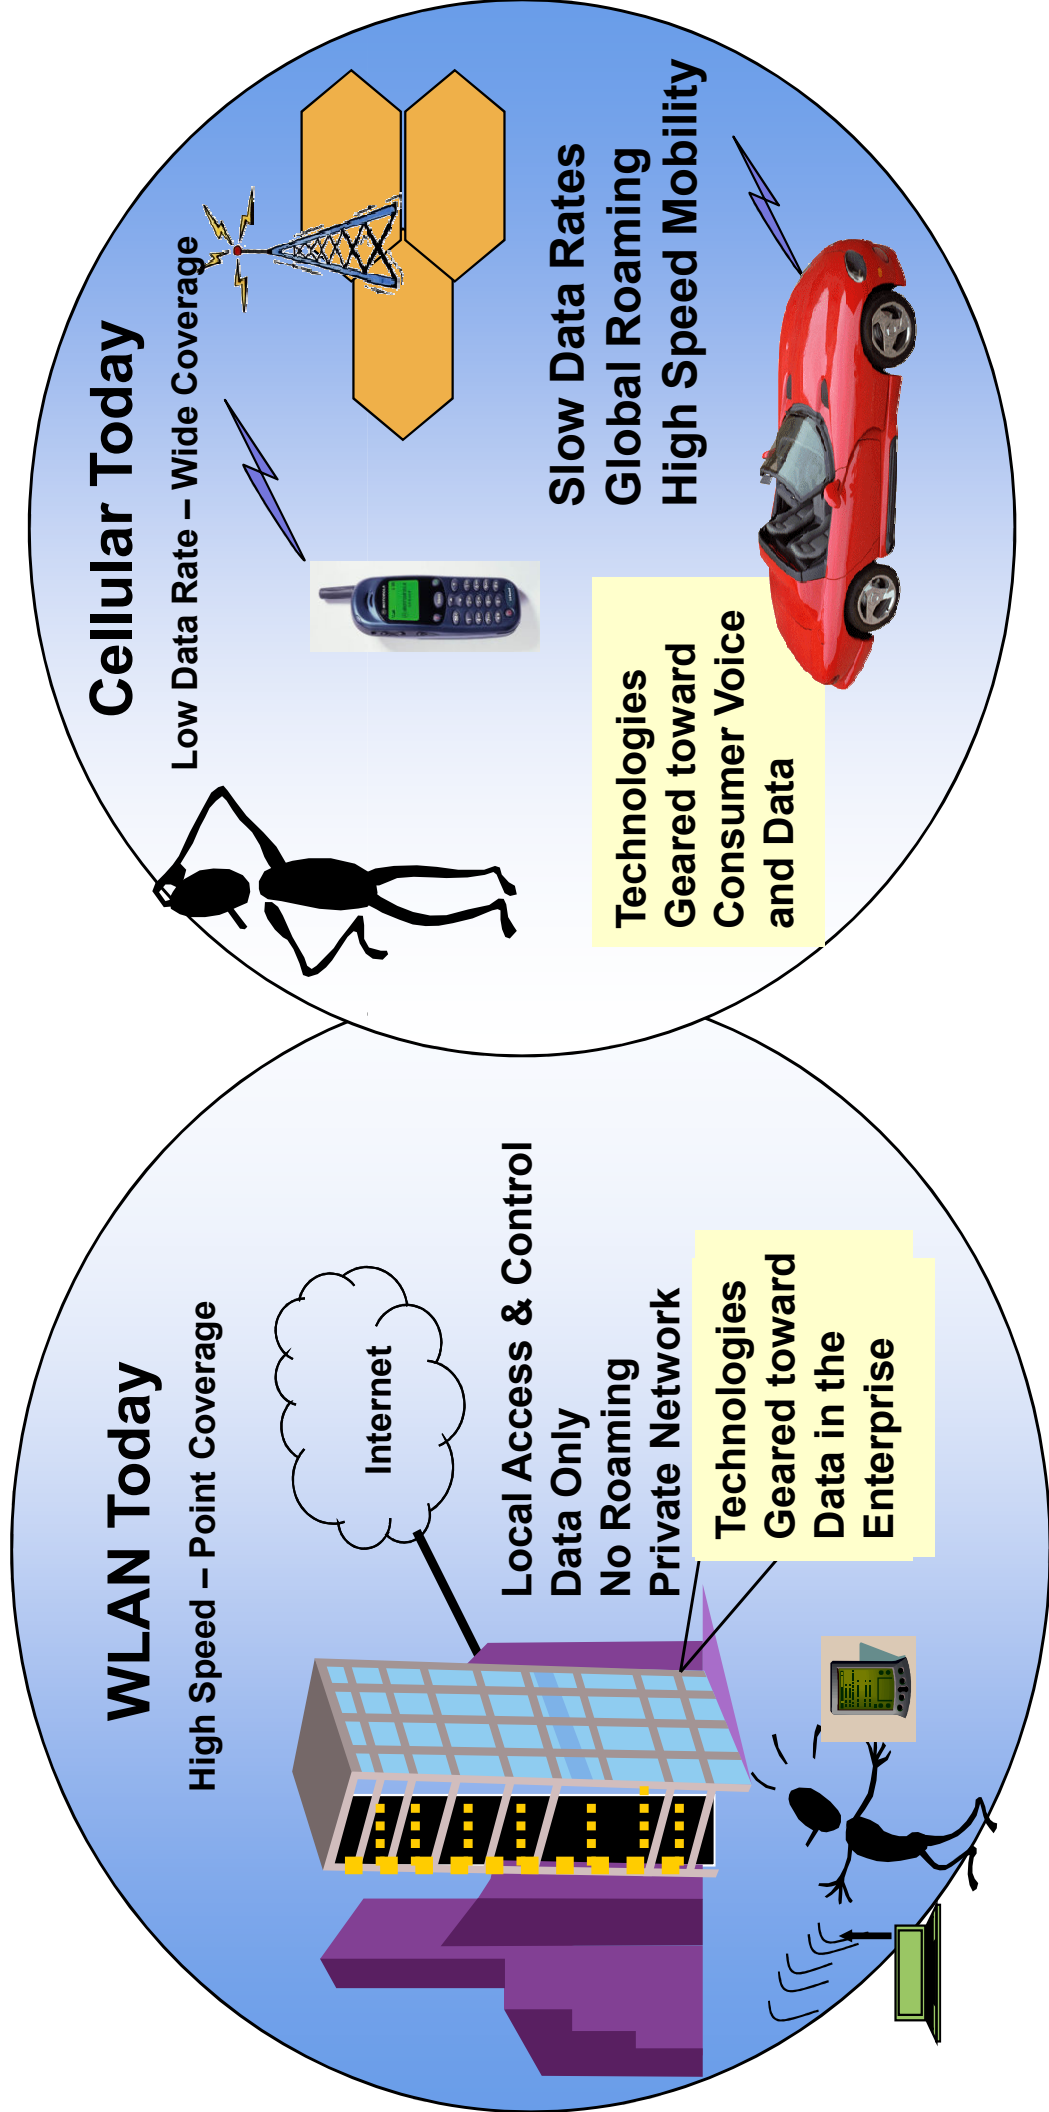 WLAN Today
High Speed – Point Coverage
Internet
Local Access & Control
Data Only
No Roaming
Private Network
Technologies
Geared toward
Data in the
Enterprise
Cellular Today
Low Data Rate – Wide Coverage
Slow Data Rates
Global Roaming
High Speed Mobility
Technologies
Geared toward
Consumer Voice
and Data